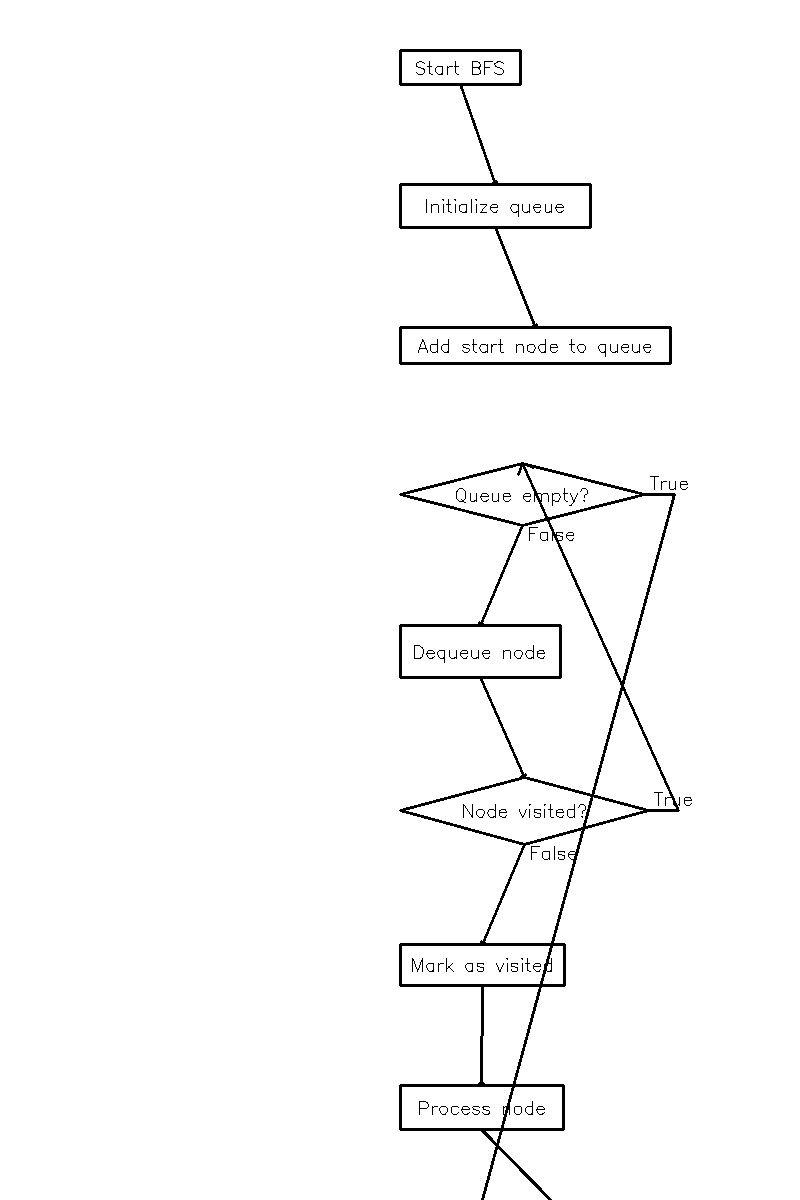 Start BFS
Initialize queue
Add start node to queue
True
Queue empty?
False
Dequeue node
True
Node visited?
False
Mark as visited
Process node